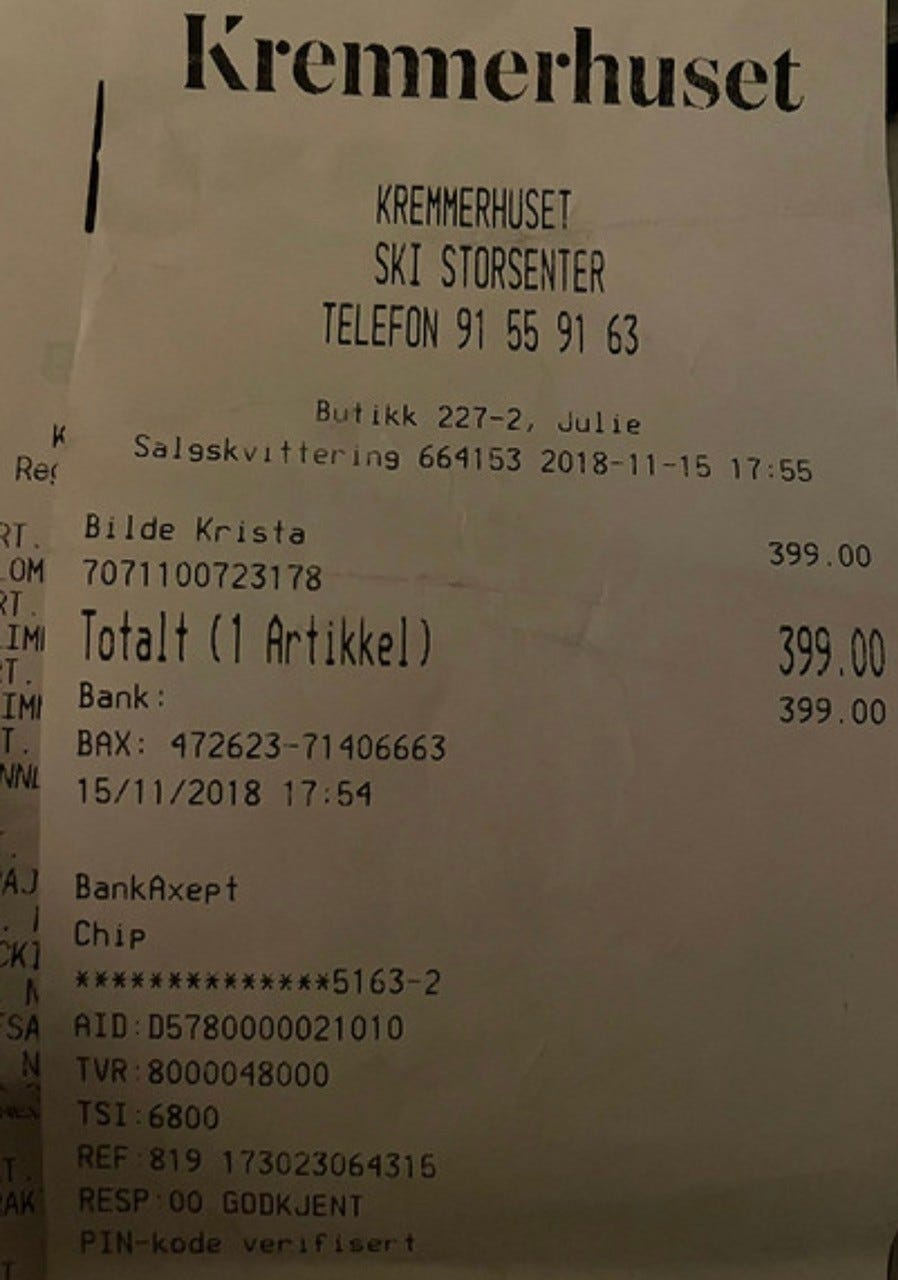 Kremmerhuset
KREMMERHUSET
SKI STORSENTER
TELEFON 91 55 91 63
Butikk 227-2, Julie
Salgskvittering 664153 2018-11-15 17:55
Bilde Krista 399.00
7071100723178
Totalt (1 Artikkel) 399.00
Bank: 399.00
BAX: 472623-71406663
15/11/2018 17:54
BankAxept
Chip
**************5163-2
AID:D5780000021010
TVR:8000048000
TSI:6800
REF:819 173023064315
RESP:00 GODKJENT
PIN-kode verifisert